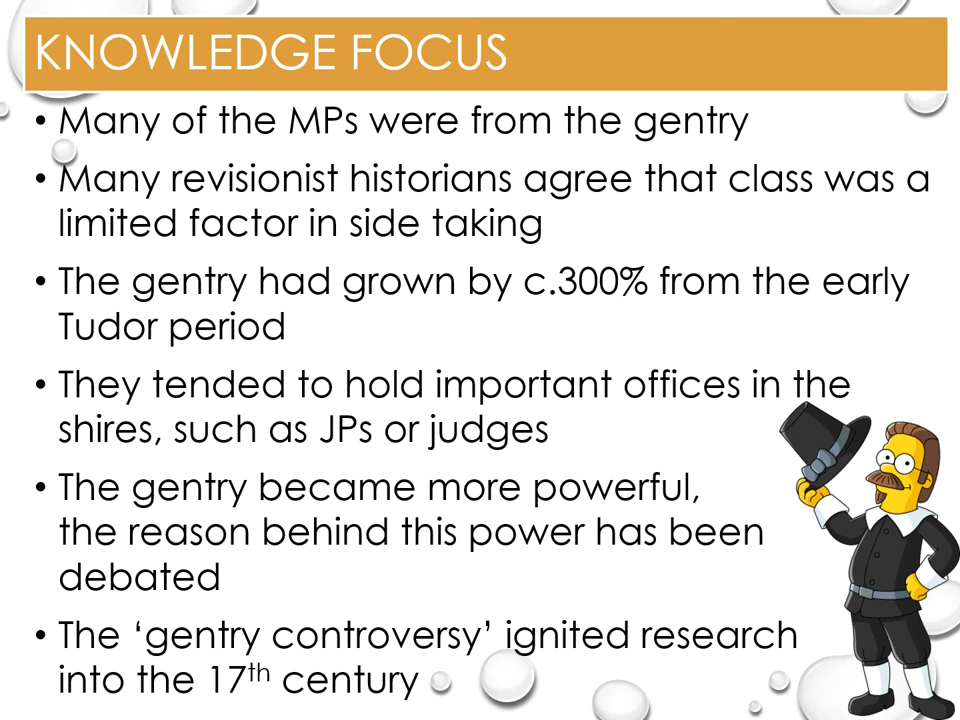 KNOWLEDGE FOCUS
• Many of the MPs were from the gentry
• Many revisionist historians agree that class was a
limited factor in side taking
• The gentry had grown by c.300% from the early
Tudor period
• They tended to hold important offices in the
shires, such as JPs or judges
• The gentry became more powerful,
the reason behind this power has been
debated
• The ‘gentry controversy’ ignited research
into the 17th century